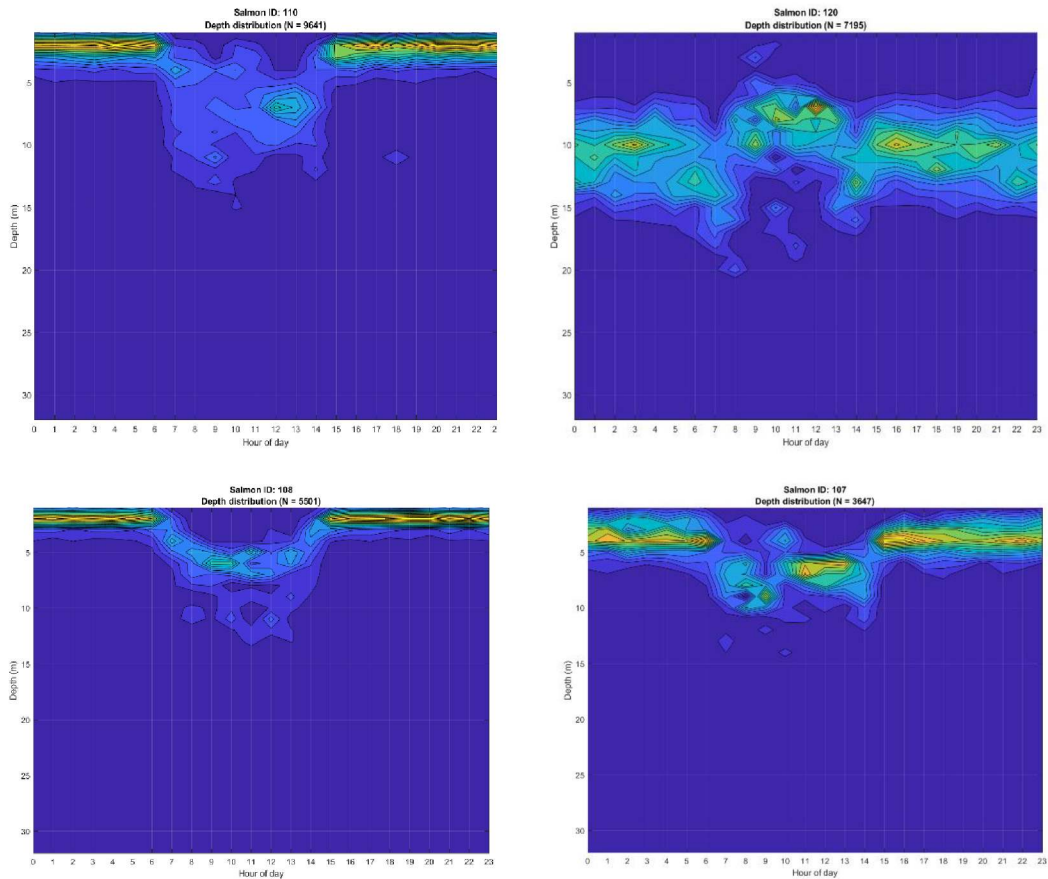 Salmon ID: 110
Depth distribution (N = 9641)
Depth (m)
5
10
15
20
25
30
0 1 2 3 4 5 6 7 8 9 10 11 12 13 14 15 16 17 18 19 20 21 22 2
Hour of day
Salmon ID: 120
Depth distribution (N = 7195)
Depth (m)
5
10
15
20
25
30
0 1 2 3 4 5 6 7 8 9 10 11 12 13 14 15 16 17 18 19 20 21 22 23
Hour of day
Salmon ID: 108
Depth distribution (N = 5501)
Depth (m)
5
10
15
20
25
30
0 1 2 3 4 5 6 7 8 9 10 11 12 13 14 15 16 17 18 19 20 21 22 23
Hour of day
Salmon ID: 107
Depth distribution (N = 3647)
Depth (m)
5
10
15
20
25
30
0 1 2 3 4 5 6 7 8 9 10 11 12 13 14 15 16 17 18 19 20 21 22 23
Hour of day